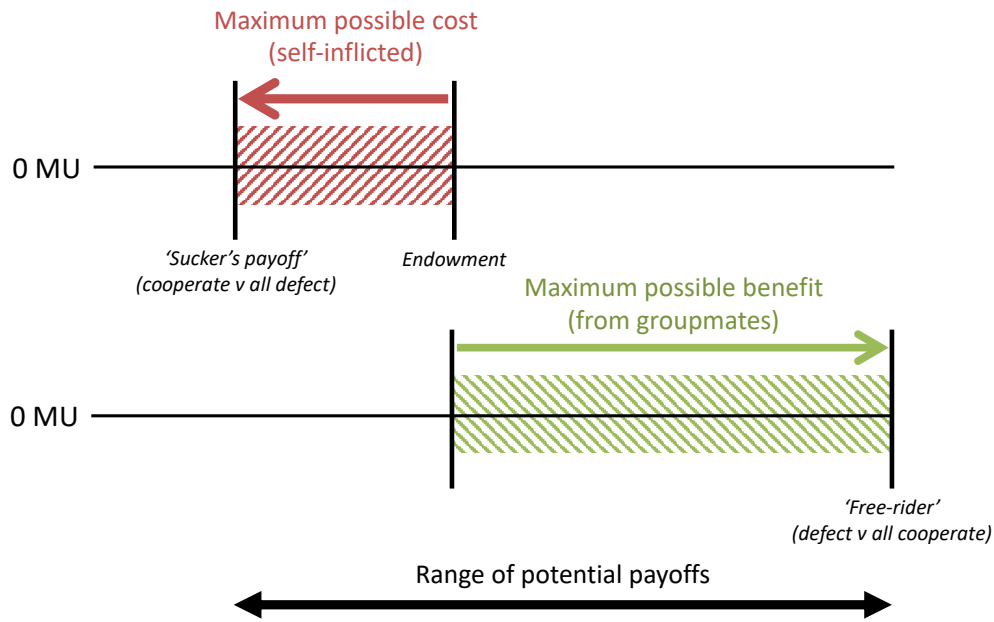 Maximum possible cost
(self-inflicted)
0 MU
‘Sucker’s payoff’
(cooperate v all defect)
Endowment
Maximum possible benefit
(from groupmates)
0 MU
‘Free-rider’
(defect v all cooperate)
Range of potential payoffs